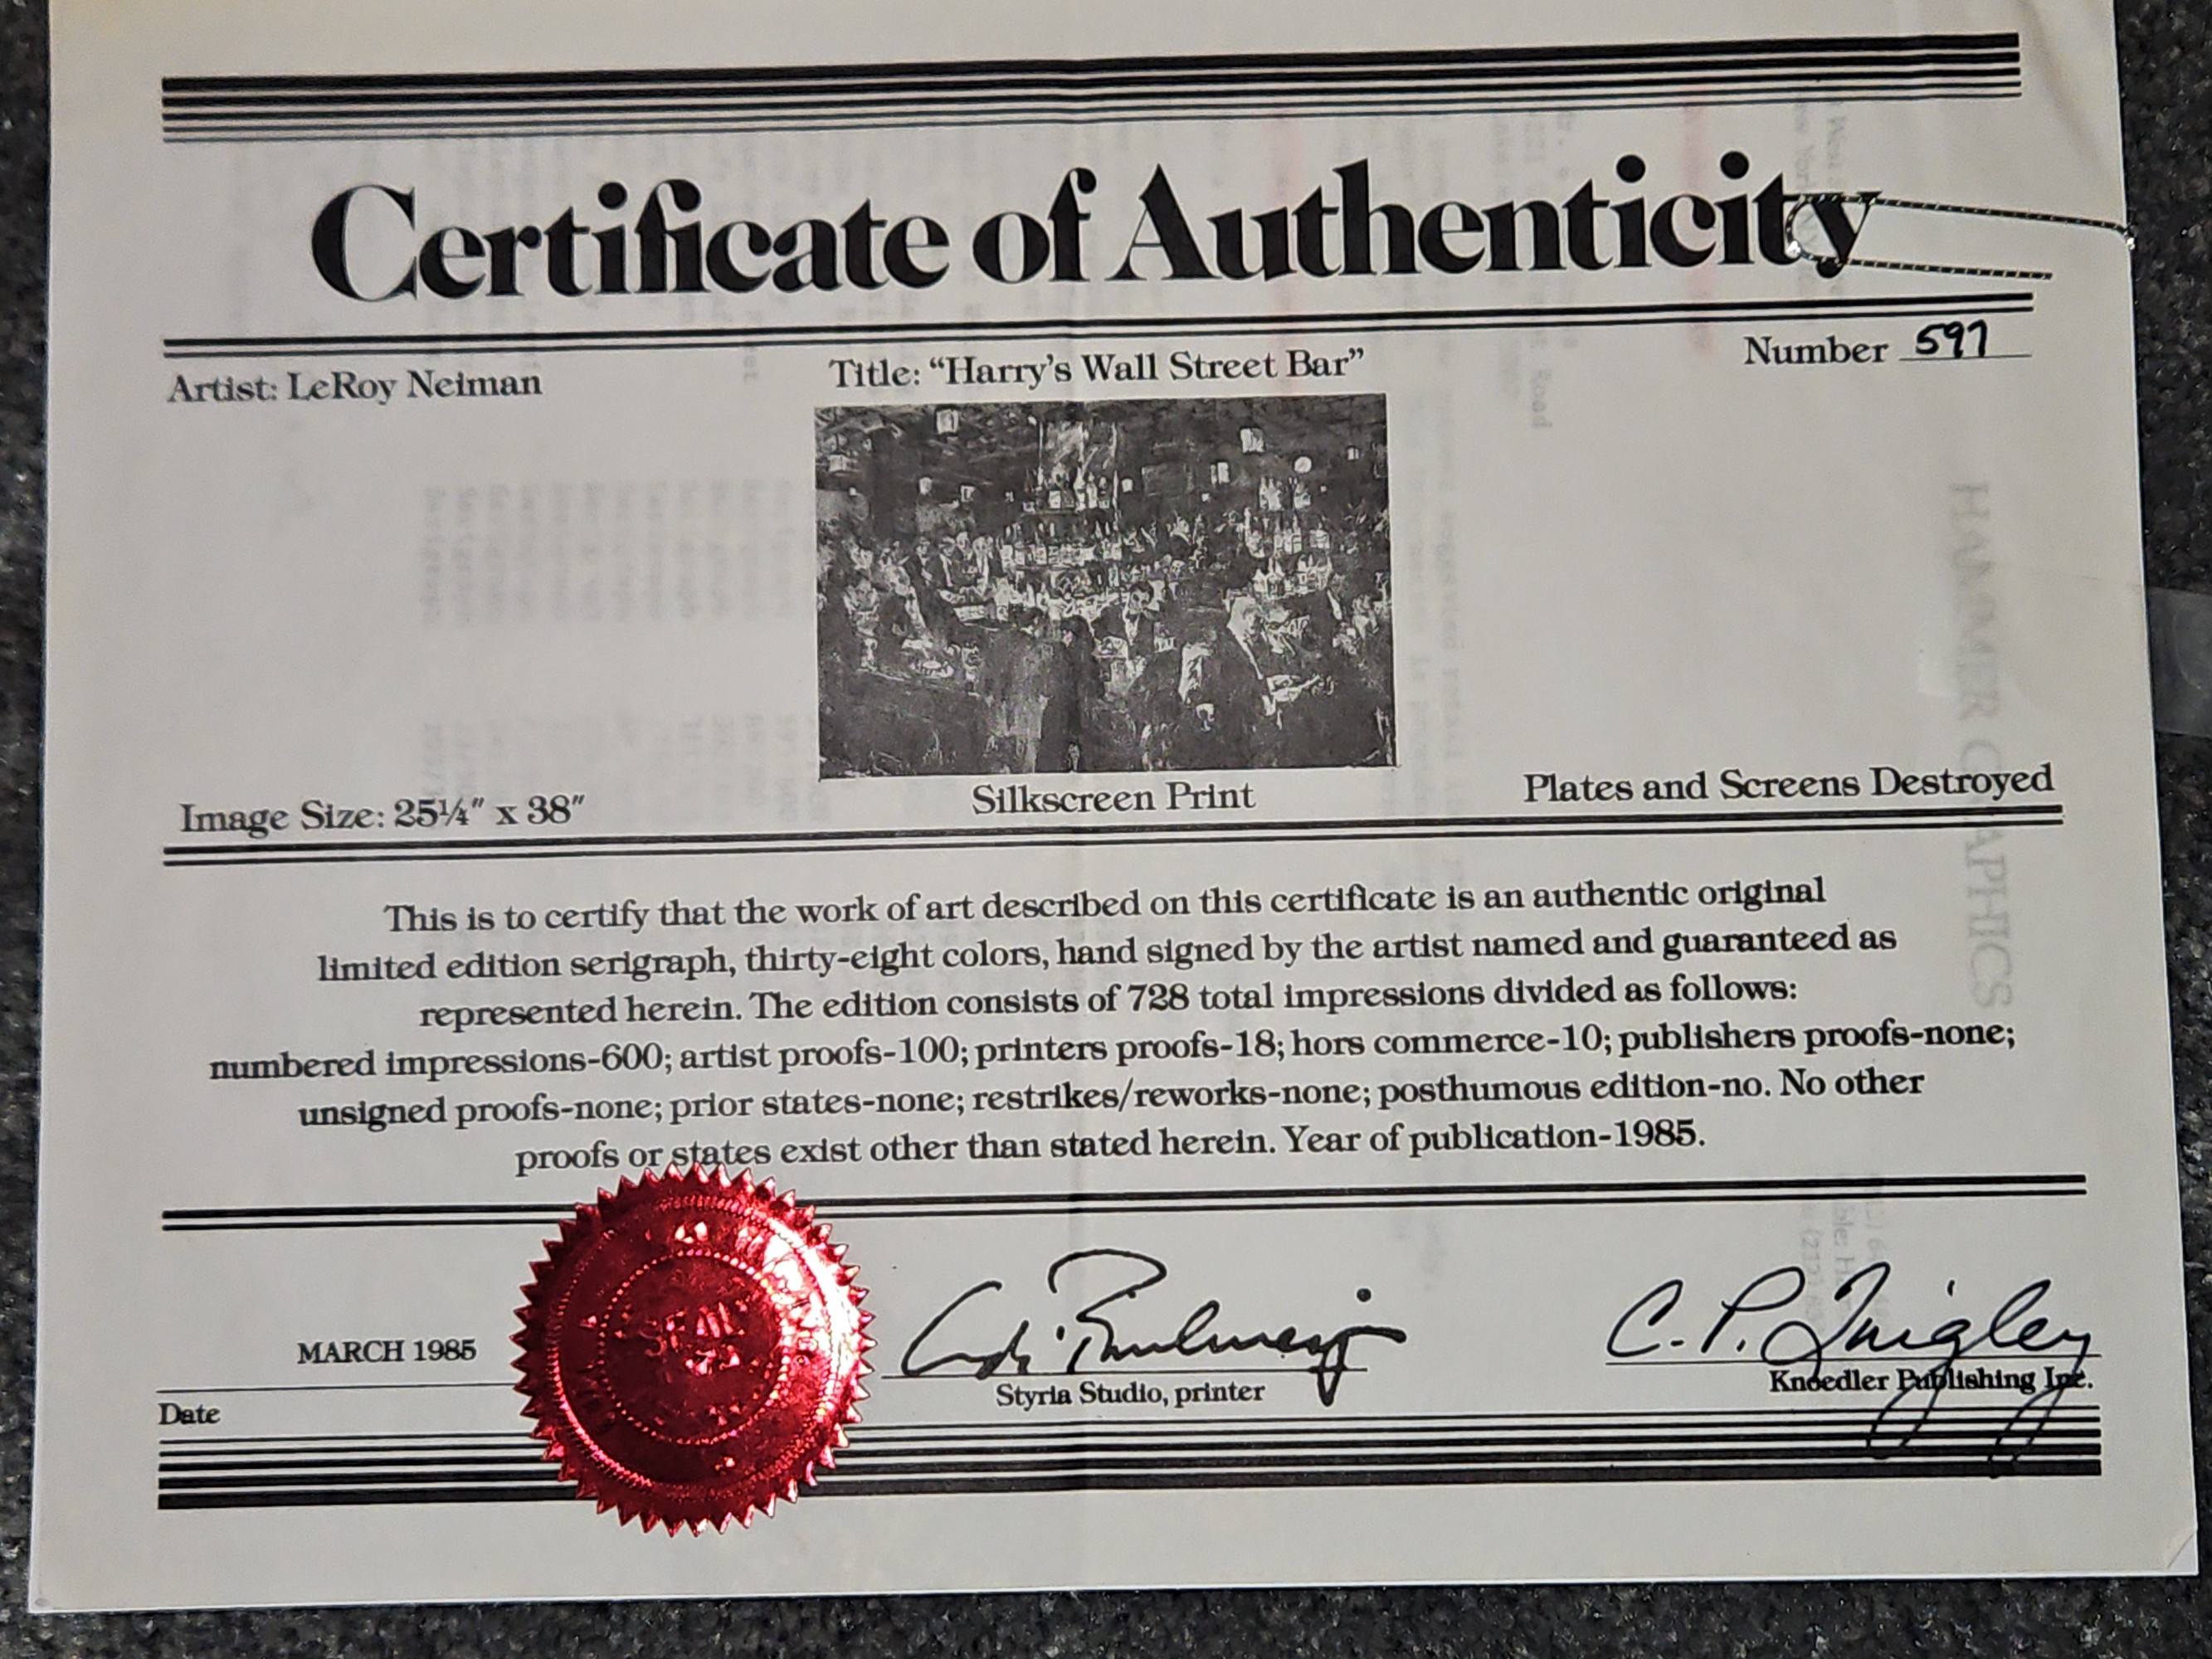 Certificate of Authenticity
Artist: LeRoy Neiman
Title: “Harry’s Wall Street Bar”
Number 597
Image Size: 25¼″ x 38″
Silkscreen Print
Plates and Screens Destroyed
This is to certify that the work of art described on this certificate is an authentic original
limited edition serigraph, thirty-eight colors, hand signed by the artist named and guaranteed as
represented herein. The edition consists of 728 total impressions divided as follows:
numbered impressions-600; artist proofs-100; printers proofs-18; hors commerce-10; publishers proofs-none;
unsigned proofs-none; prior states-none; restrikes/reworks-none; posthumous edition-no. No other
proofs or states exist other than stated herein. Year of publication-1985.
MARCH 1985
Date
Styria Studio, printer
C. P. Quigley
Knoedler Publishing Inc.
HAMMER GRAPHICS